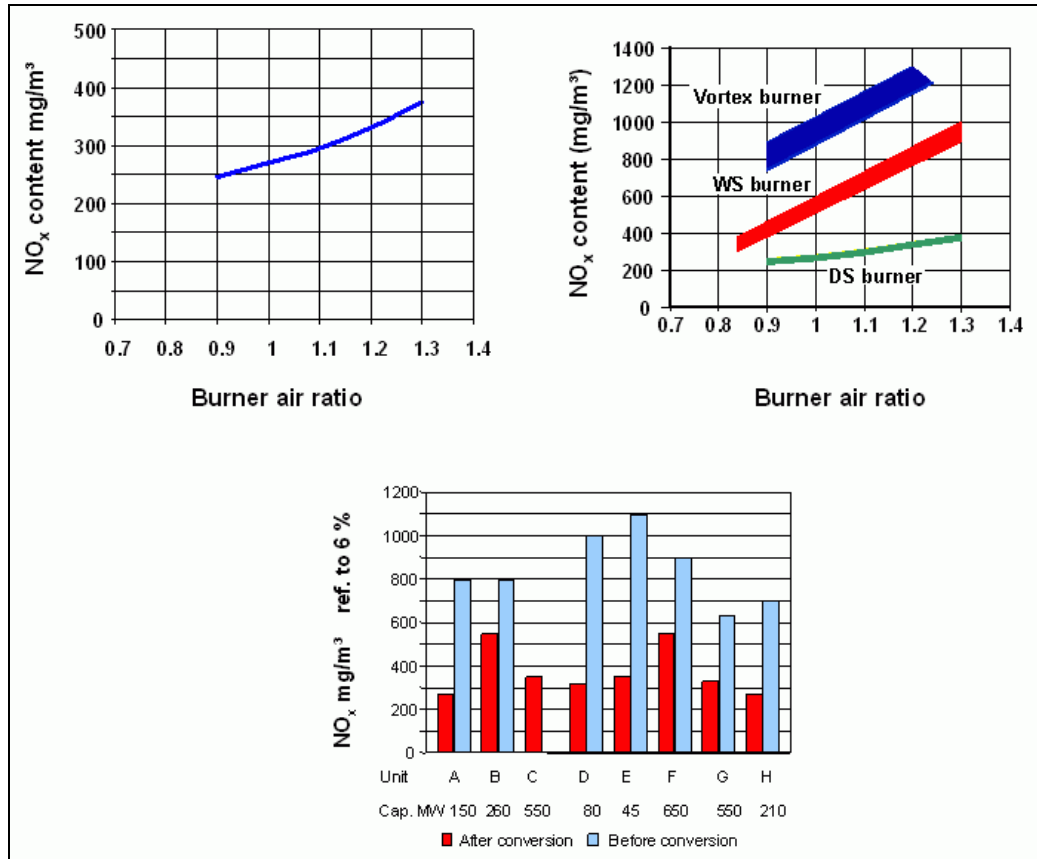 500
400
300
200
100
0
0.7 0.8 0.9 1 1.1 1.2 1.3 1.4
NOx content mg/m³
Burner air ratio
1400
1200
1000
800
600
400
200
0
0.7 0.8 0.9 1 1.1 1.2 1.3 1.4
NOx content (mg/m³)
Vortex burner
WS burner
DS burner
Burner air ratio
1200
1000
800
600
400
200
0
NOx mg/m³ ref. to 6 %
Unit A B C D E F G H
Cap. MW 150 260 550 80 45 650 550 210
After conversion Before conversion